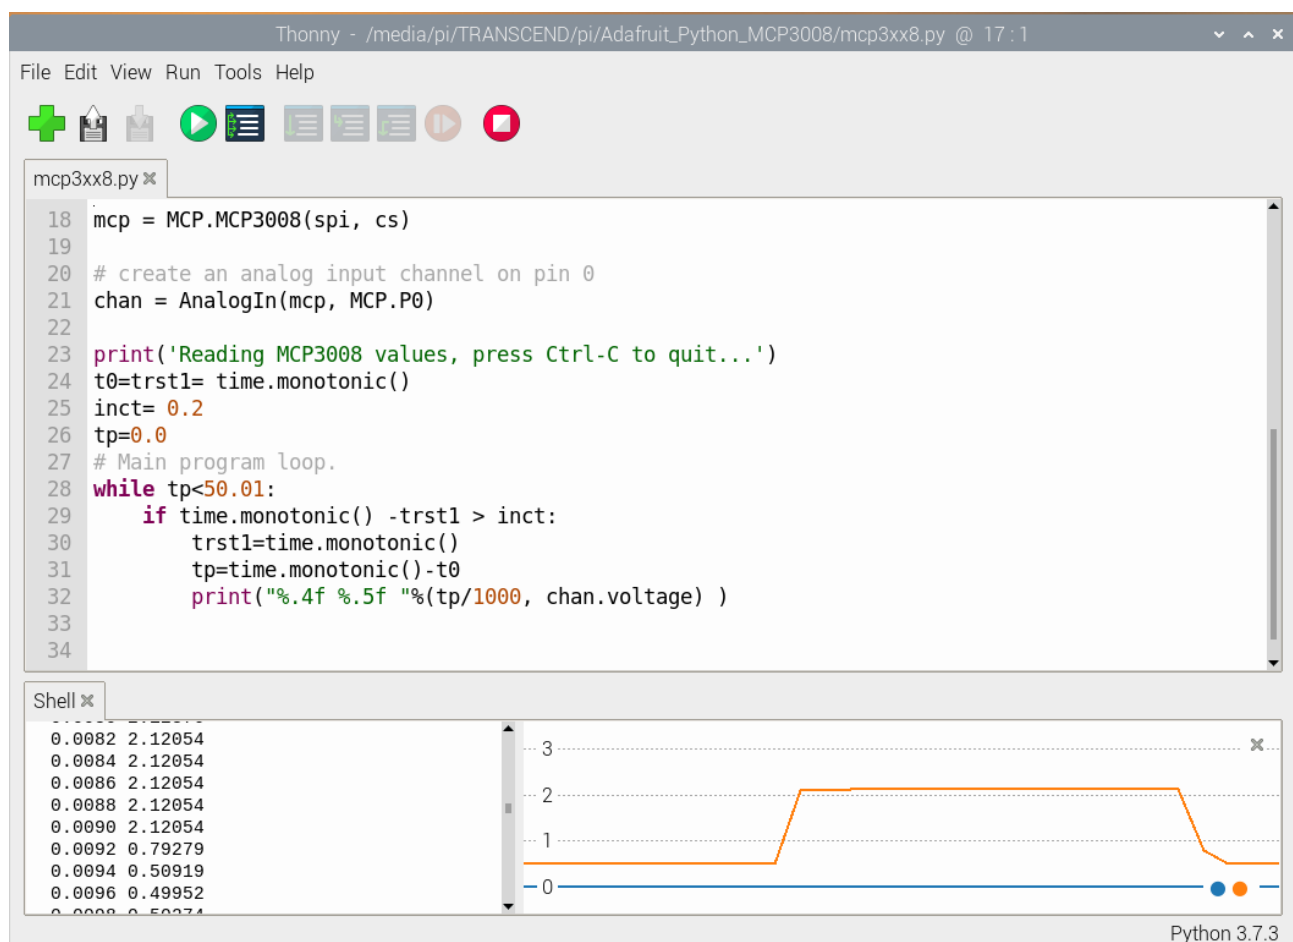 Thonny - /media/pi/TRANSCEND/pi/Adafruit_Python_MCP3008/mcp3xx8.py @ 17:1
File Edit View Run Tools Help
mcp3xx8.py
18 mcp = MCP.MCP3008(spi, cs)
19
20 # create an analog input channel on pin 0
21 chan = AnalogIn(mcp, MCP.P0)
22
23 print('Reading MCP3008 values, press Ctrl-C to quit...')
24 t0=trst1= time.monotonic()
25 inct= 0.2
26 tp=0.0
27 # Main program loop.
28 while tp<50.01:
29     if time.monotonic() -trst1 > inct:
30         trst1=time.monotonic()
31         tp=time.monotonic()-t0
32         print("%.4f %.5f "%(tp/1000, chan.voltage) )
33
34
Shell
0.0082 2.12054
0.0084 2.12054
0.0086 2.12054
0.0088 2.12054
0.0090 2.12054
0.0092 0.79279
0.0094 0.50919
0.0096 0.49952
3
2
1
0
Python 3.7.3